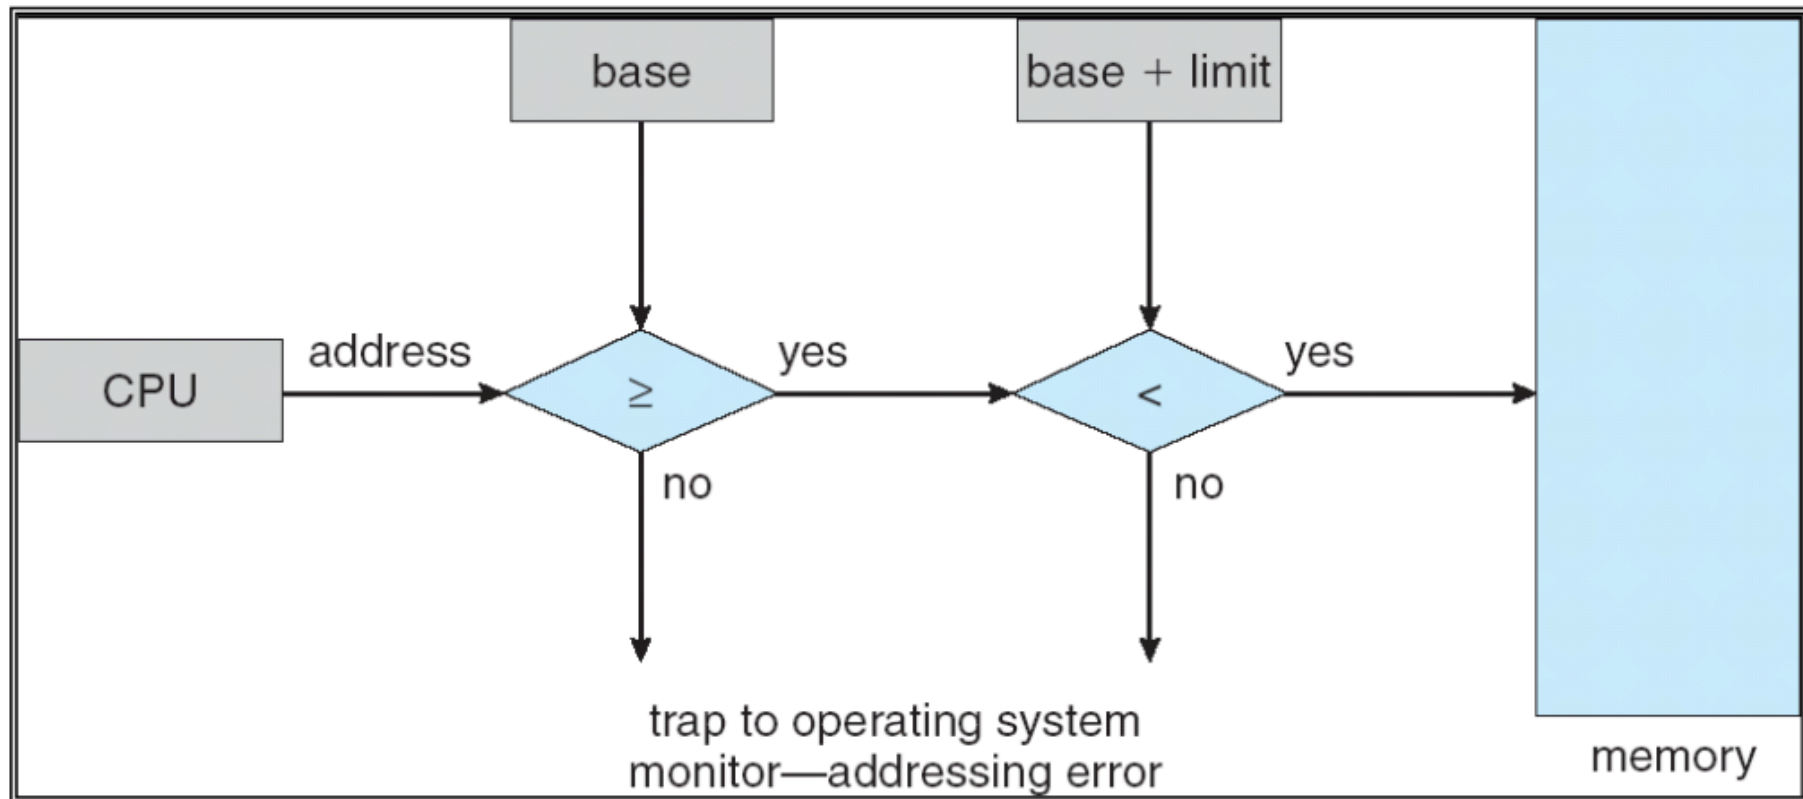 base
base + limit
CPU
address
≥
yes
<
yes
no
no
trap to operating system
monitor—addressing error
memory